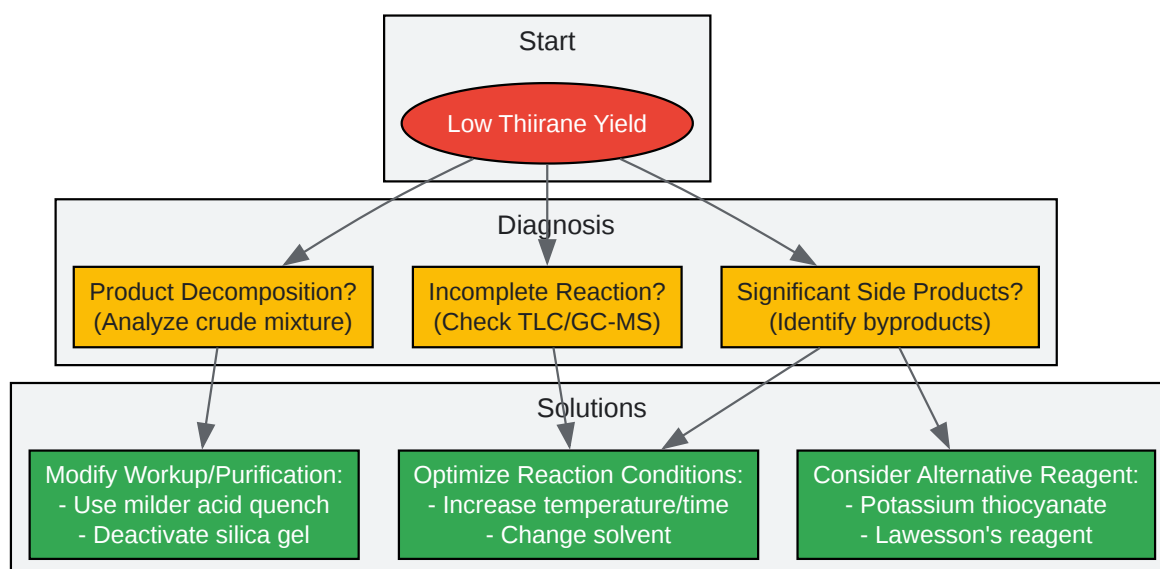 Start
Low Thiirane Yield
Diagnosis
Product Decomposition?
(Analyze crude mixture)
Incomplete Reaction?
(Check TLC/GC-MS)
Significant Side Products?
(Identify byproducts)
Solutions
Modify Workup/Purification:
- Use milder acid quench
- Deactivate silica gel
Optimize Reaction Conditions:
- Increase temperature/time
- Change solvent
Consider Alternative Reagent:
- Potassium thiocyanate
- Lawesson's reagent